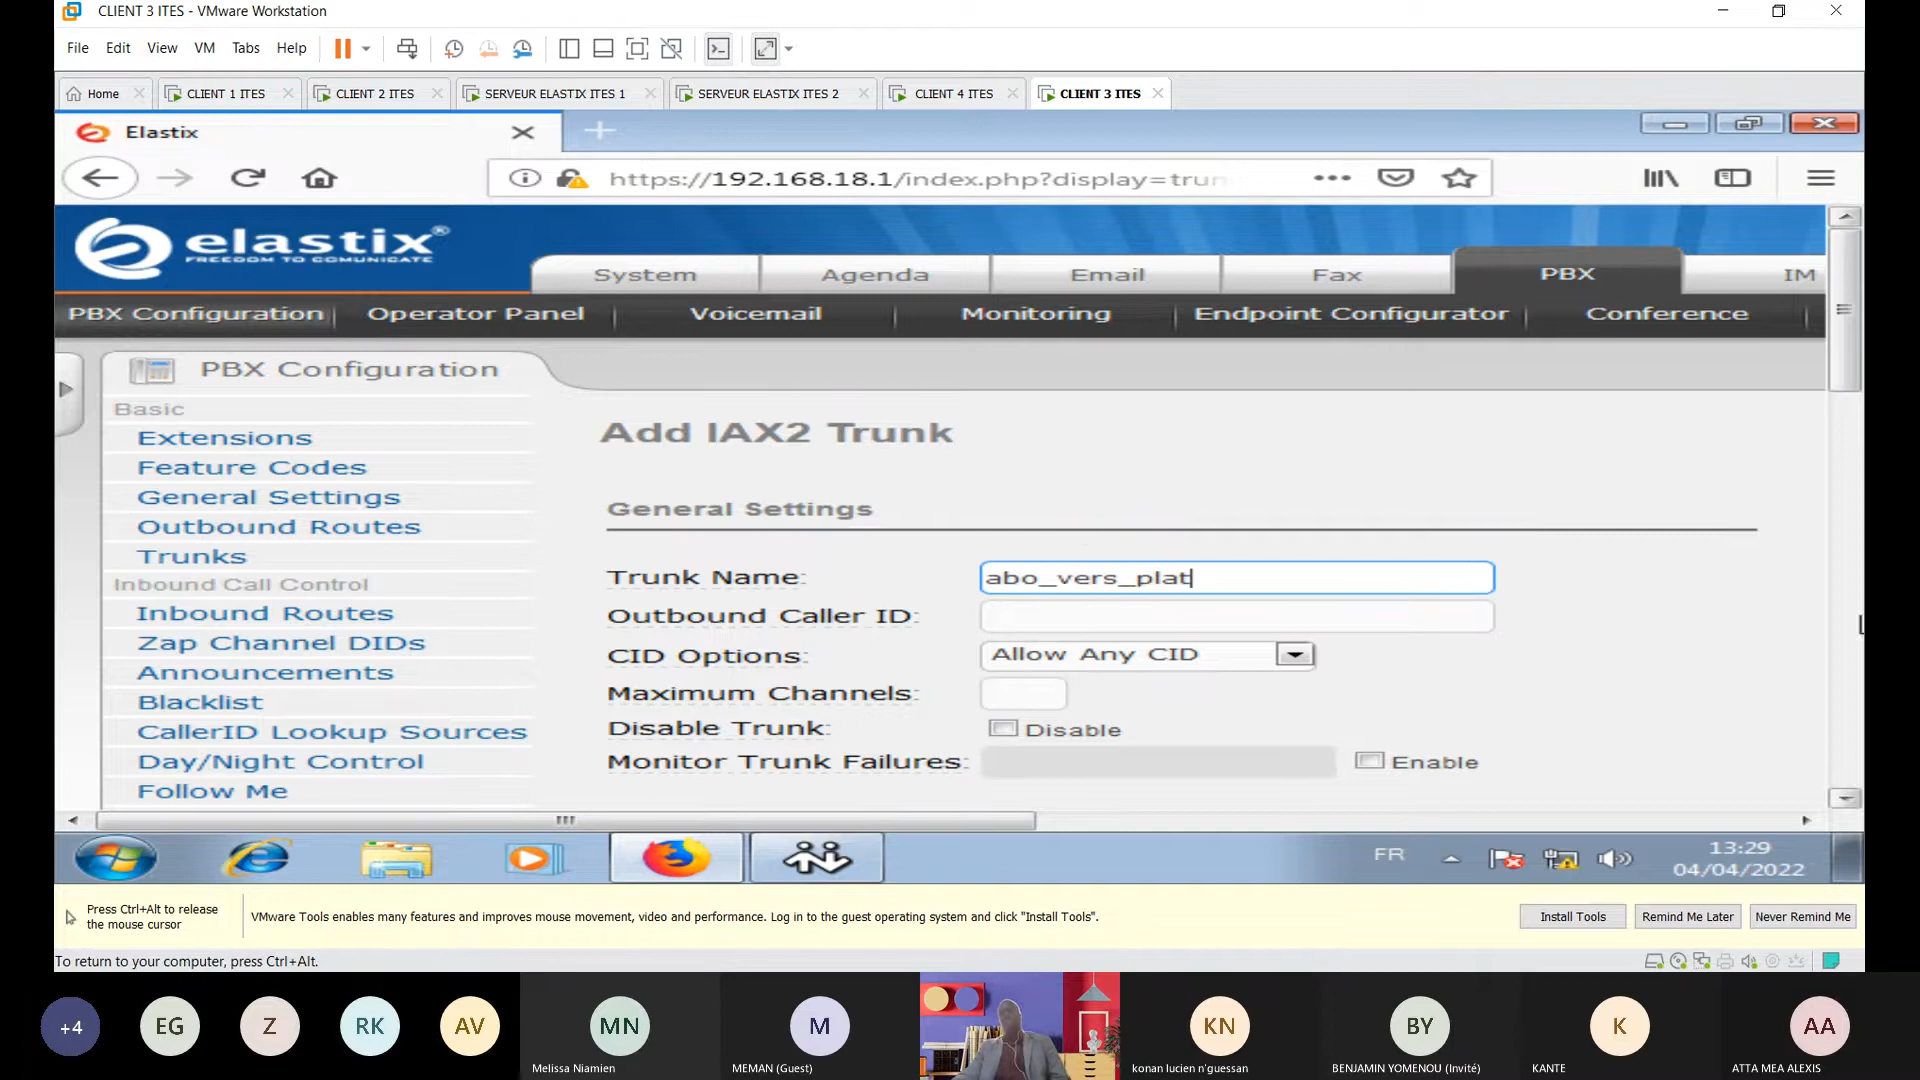 CLIENT 3 ITES - VMware Workstation
File Edit View VM Tabs Help
Home CLIENT 1 ITES CLIENT 2 ITES SERVEUR ELASTIX ITES 1 SERVEUR ELASTIX ITES 2 CLIENT 4 ITES CLIENT 3 ITES
Elastix
https://192.168.18.1/index.php?display=trun
elastix®
FREEDOM TO COMUNICATE
System Agenda Email Fax PBX IM
PBX Configuration Operator Panel Voicemail Monitoring Endpoint Configurator Conference
PBX Configuration
Basic
Extensions
Feature Codes
General Settings
Outbound Routes
Trunks
Inbound Call Control
Inbound Routes
Zap Channel DIDs
Announcements
Blacklist
CallerID Lookup Sources
Day/Night Control
Follow Me
Add IAX2 Trunk
General Settings
Trunk Name: abo_vers_plat
Outbound Caller ID:
CID Options: Allow Any CID
Maximum Channels:
Disable Trunk: Disable
Monitor Trunk Failures: Enable
FR
13:29
04/04/2022
Press Ctrl+Alt to release
the mouse cursor
VMware Tools enables many features and improves mouse movement, video and performance. Log in to the guest operating system and click "Install Tools".
Install Tools Remind Me Later Never Remind Me
To return to your computer, press Ctrl+Alt.
+4 EG Z RK AV MN M KN BY K AA
Melissa Niamien MEMAN (Guest) konan lucien n'guessan BENJAMIN YOMENOU (Invité) KANTE ATTA MEA ALEXIS